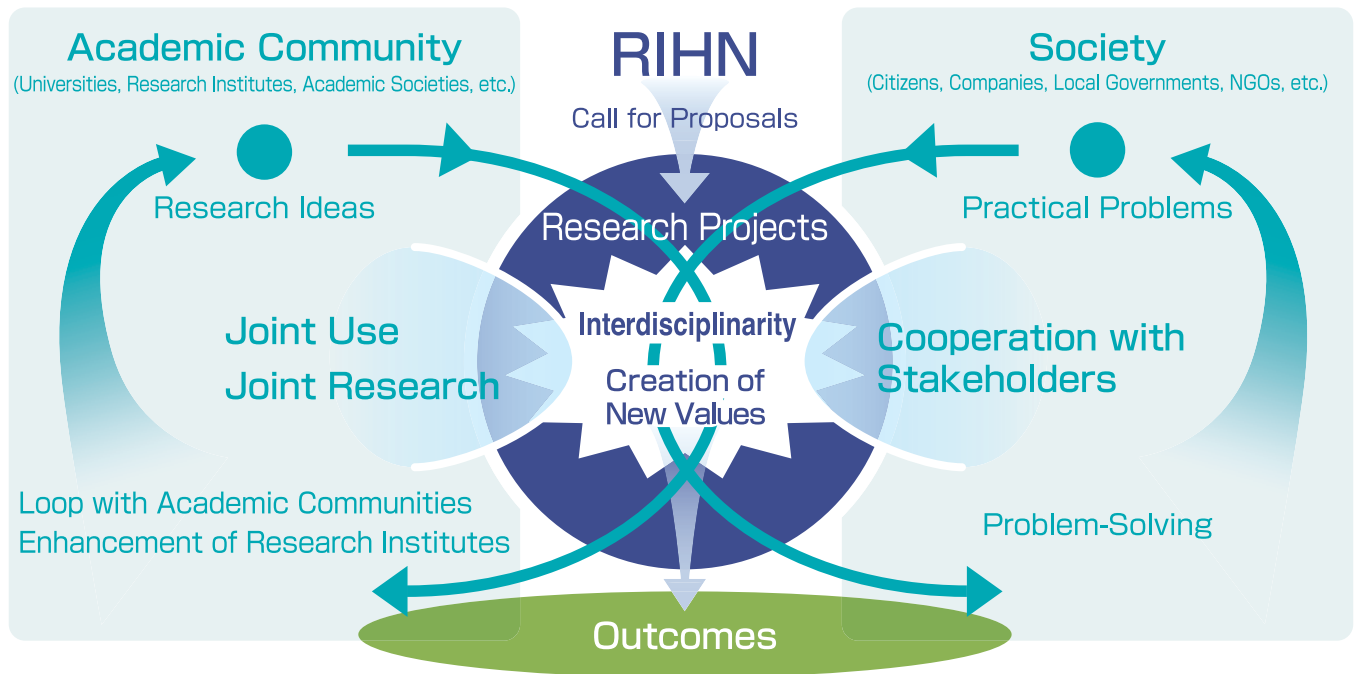 Academic Community
(Universities, Research Institutes, Academic Societies, etc.)
Research Ideas
Joint Use
Joint Research
Loop with Academic Communities
Enhancement of Research Institutes
RIHN
Call for Proposals
Research Projects
Interdisciplinarity
Creation of
New Values
Outcomes
Society
(Citizens, Companies, Local Governments, NGOs, etc.)
Practical Problems
Cooperation with
Stakeholders
Problem-Solving